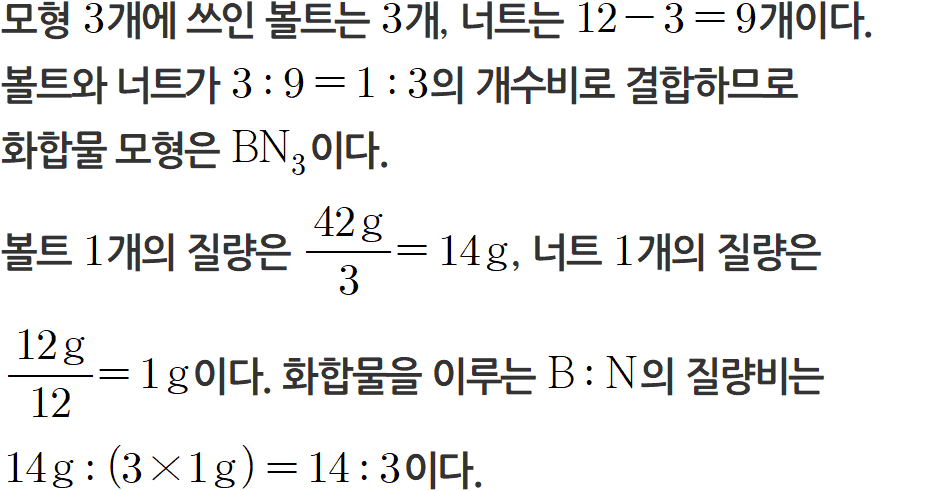 모형 3개에 쓰인 볼트는 3개, 너트는 12－3＝9개이다.
볼트와 너트가 3 : 9＝1 : 3의 개수비로 결합하므로
화합물 모형은 BN₃이다.
볼트 1개의 질량은 42 g/3＝14 g, 너트 1개의 질량은
12 g/12＝1 g이다. 화합물을 이루는 B : N의 질량비는
14 g : (3×1 g)＝14 : 3이다.